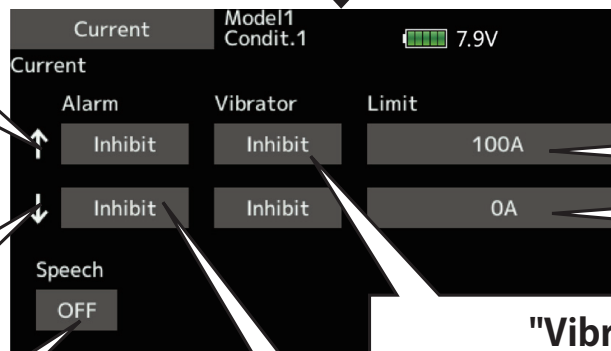 Current Model1
Condit.1 7.9V
Current
Alarm Vibrator Limit
↑ Inhibit Inhibit 100A
↓ Inhibit Inhibit 0A
Speech
OFF
"Vibr